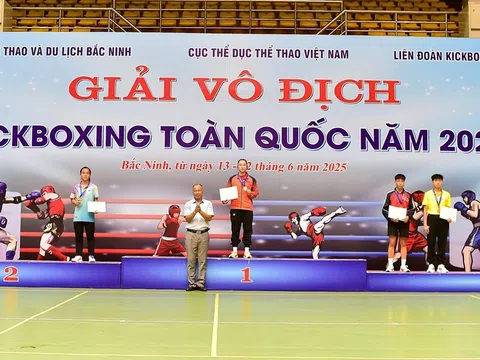 THAO VÀ DU LỊCH BẮC NINH
CỤC THỂ DỤC THỂ THAO VIỆT NAM
LIÊN ĐOÀN KICKBO
GIẢI VÔ ĐỊCH
ICKBOXING TOÀN QUỐC NĂM 202
Bắc Ninh, từ ngày 13 - 22 tháng 6 năm 2025
2
1